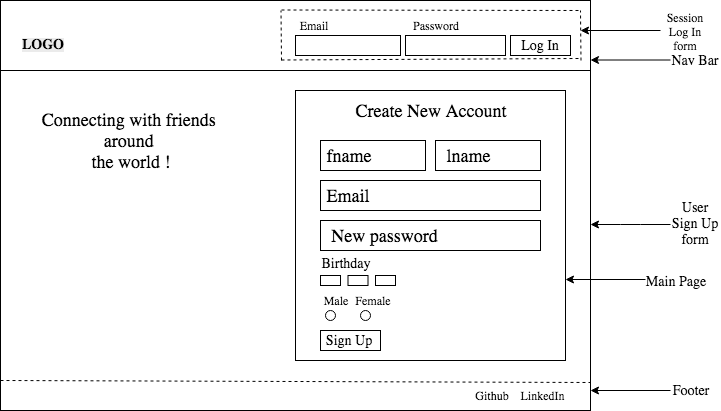 Email
Password
LOGO
Log In
Session
Log In
form
Nav Bar
Connecting with friends
around
the world !
Create New Account
fname
lname
Email
New password
Birthday
Male
Female
Sign Up
User
Sign Up
form
Main Page
Github
LinkedIn
Footer